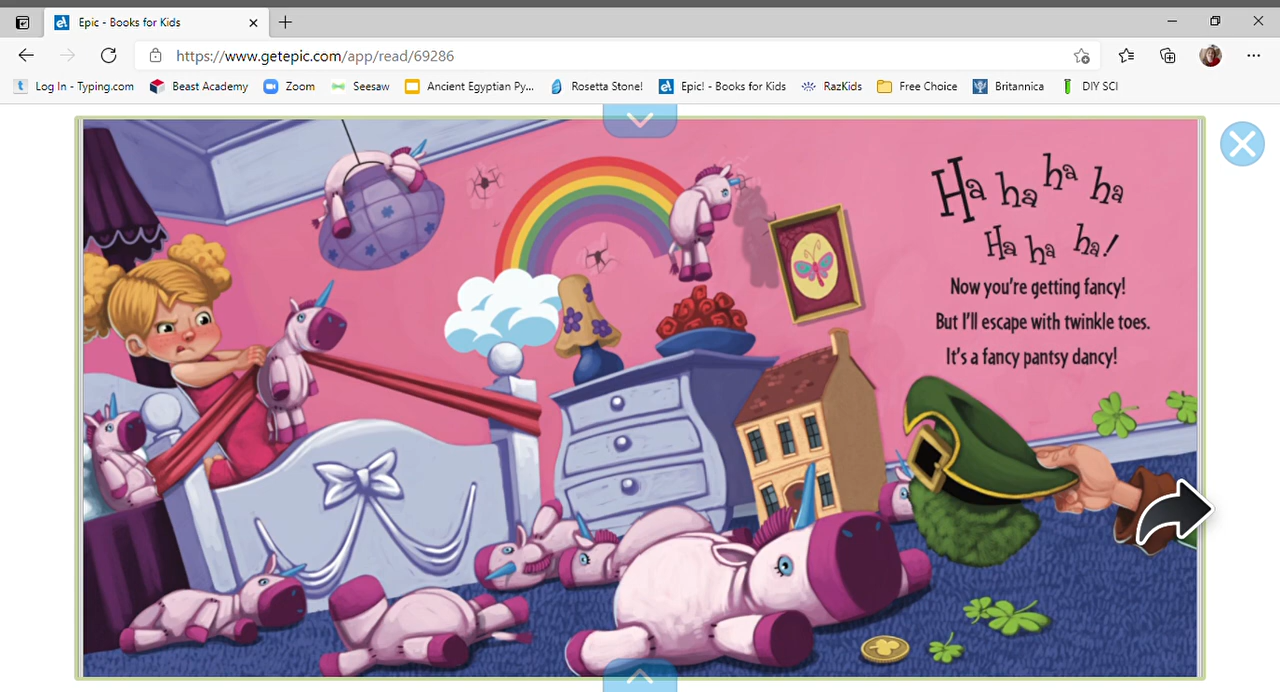 Epic - Books for Kids
https://www.getepic.com/app/read/69286
Log In - Typing.com Beast Academy Zoom Seesaw Ancient Egyptian Py... Rosetta Stone! Epic! - Books for Kids RazKids Free Choice Britannica DIY SCI
Ha ha ha ha
Ha ha ha!
Now you're getting fancy!
But I'll escape with twinkle toes.
It's a fancy pantsy dancy!